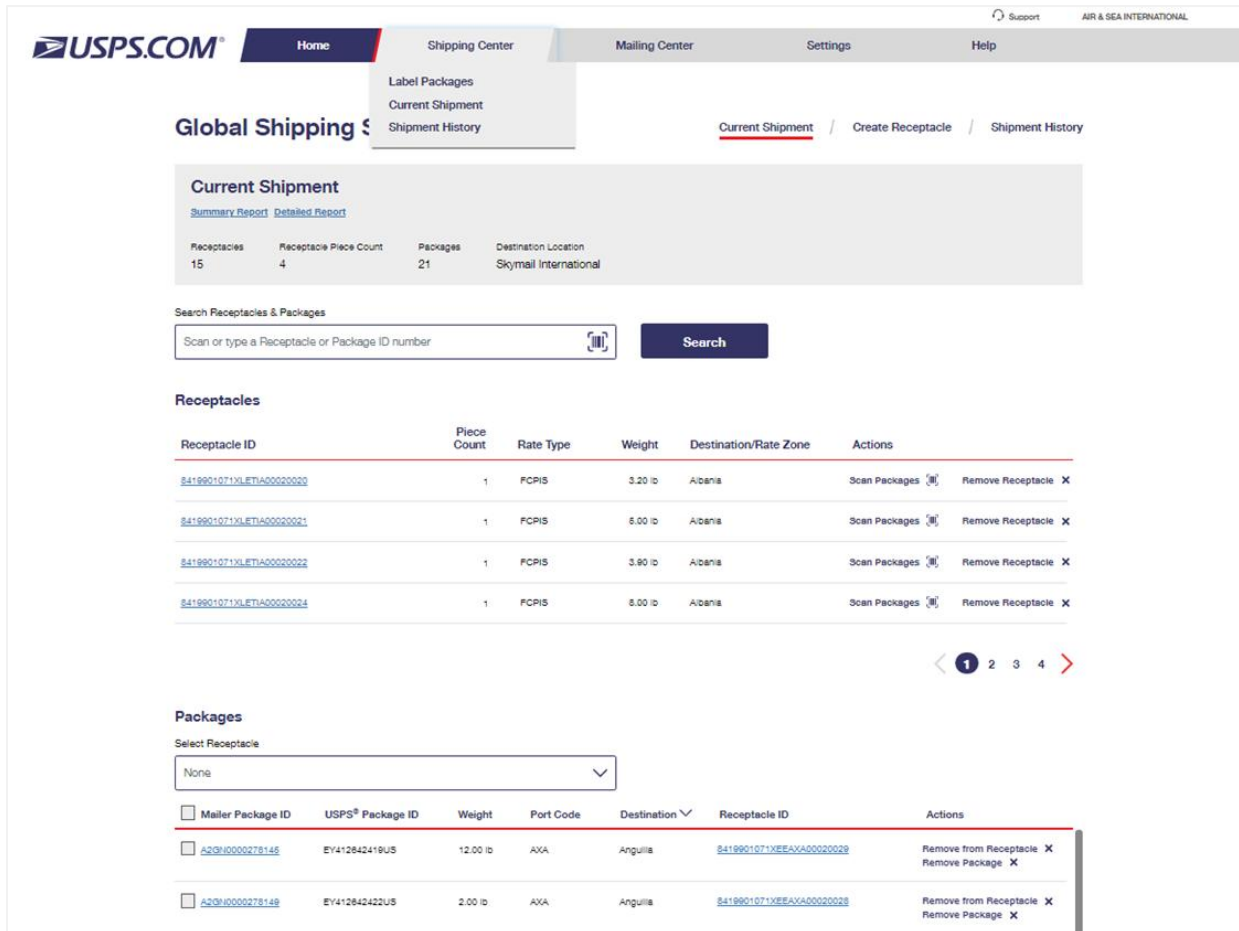 Support AIR & SEA INTERNATIONAL
USPS.COM® Home Shipping Center Mailing Center Settings Help
Label Packages
Current Shipment
Shipment History
Global Shipping S
Current Shipment / Create Receptacle / Shipment History
Current Shipment
Summary Report Detailed Report
Receptacles Receptacle Piece Count Packages Destination Location
15 4 21 Skymail International
Search Receptacles & Packages
Scan or type a Receptacle or Package ID number Search
Receptacles
Receptacle ID Piece Count Rate Type Weight Destination/Rate Zone Actions
8419901071XLETIA00020020 1 FCPIS 3.20 lb Albania Scan Packages Remove Receptacle X
8419901071XLETIA00020021 1 FCPIS Albania Scan Packages Remove Receptacle X
8419901071XLETIA00020022 1 FCPIS 3.90 lb Albania Scan Packages Remove Receptacle X
8419901071XLETIA00020024 1 FCPIS Albania Scan Packages Remove Receptacle X
1 2 3 4
Packages
Select Receptacle
None
Mailer Package ID USPS® Package ID Weight Port Code Destination Receptacle ID Actions
A2GN0000278145 EY412642419US 12.00 lb AXA Anguilla 8419901071XEEAXA00020029 Remove from Receptacle X
Remove Package X
A2GN0000278149 EY412642422US 2.00 lb AXA Anguilla 8419901071XEEAXA00020028 Remove from Receptacle X
Remove Package X